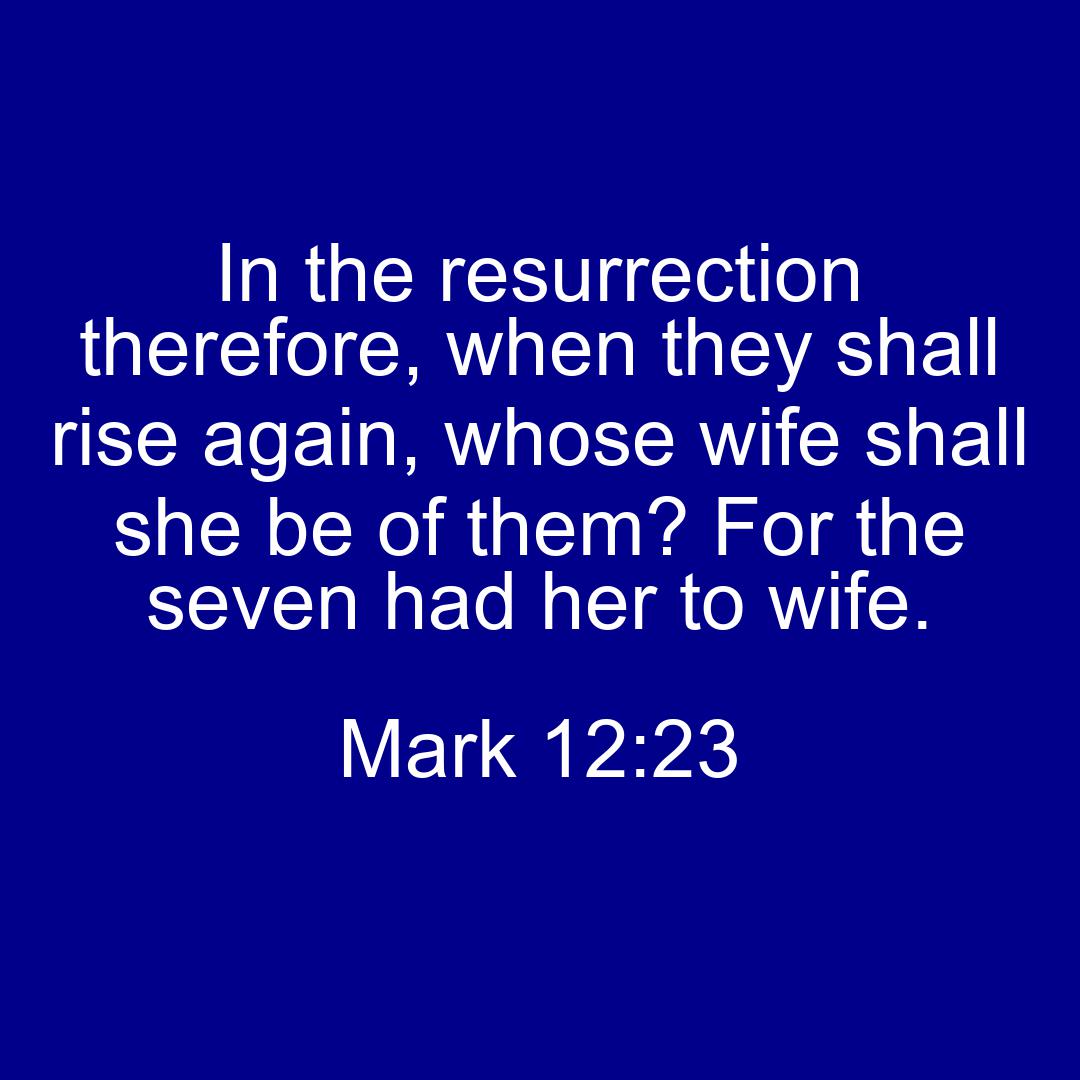 In the resurrection
therefore, when they shall
rise again, whose wife shall
she be of them? For the
seven had her to wife.
Mark 12:23